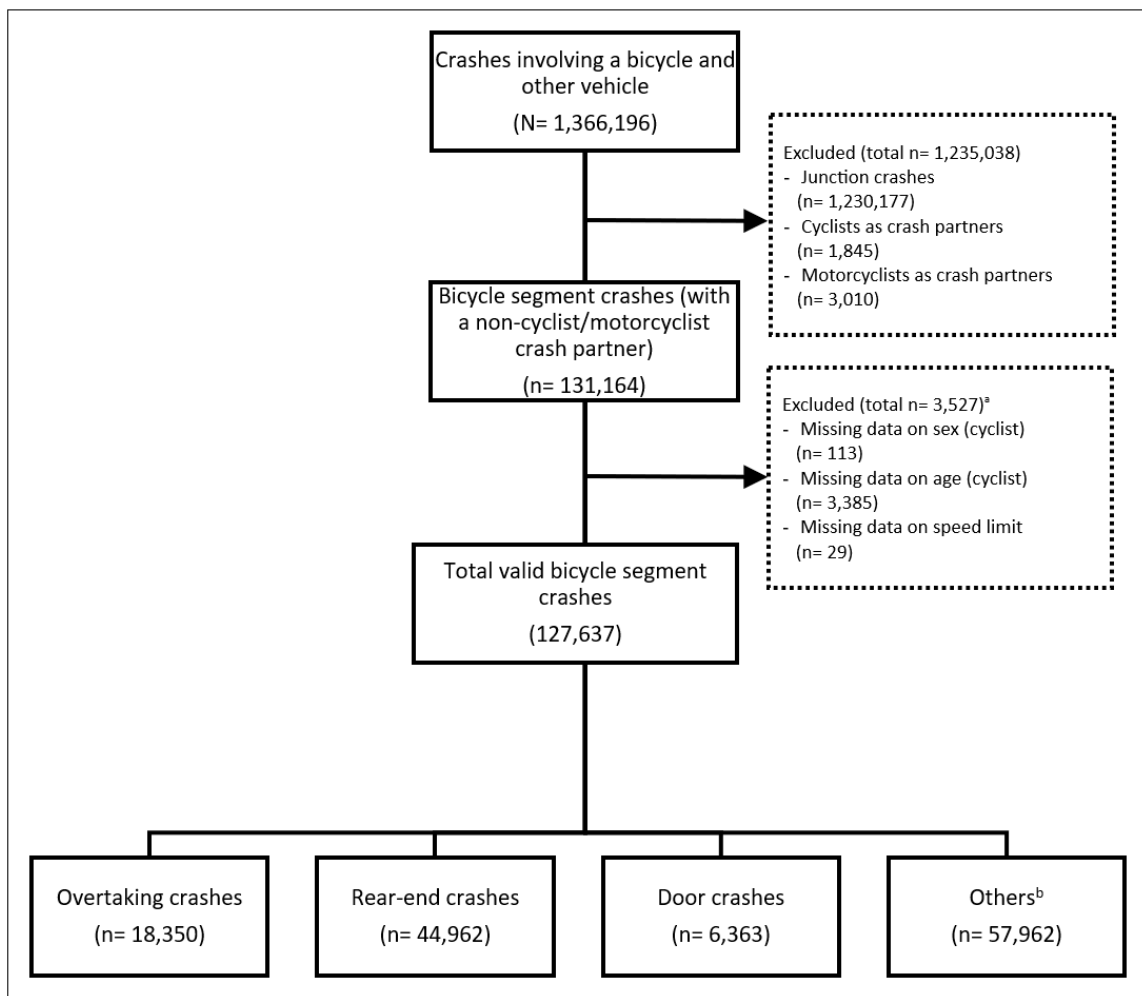 Crashes involving a bicycle and
other vehicle
(N= 1,366,196)
Excluded (total n= 1,235,038)
- Junction crashes
(n= 1,230,177)
- Cyclists as crash partners
(n= 1,845)
- Motorcyclists as crash partners
(n= 3,010)
Bicycle segment crashes (with
a non-cyclist/motorcyclist
crash partner)
(n= 131,164)
Excluded (total n= 3,527)ª
- Missing data on sex (cyclist)
(n= 113)
- Missing data on age (cyclist)
(n= 3,385)
- Missing data on speed limit
(n= 29)
Total valid bicycle segment
crashes
(127,637)
Overtaking crashes
(n= 18,350)
Rear-end crashes
(n= 44,962)
Door crashes
(n= 6,363)
Othersᵇ
(n= 57,962)